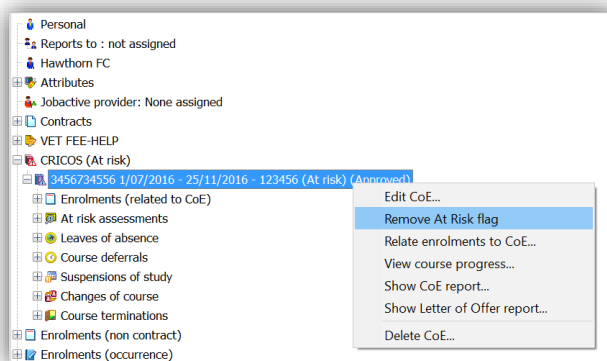 Personal
Reports to : not assigned
Hawthorn FC
Attributes
Jobactive provider: None assigned
Contracts
VET FEE-HELP
CRICOS (At risk)
3456734556 1/07/2016 - 25/11/2016 - 123456 (At risk) (Approved)
Enrolments (related to CoE)
At risk assessments
Leaves of absence
Course deferrals
Suspensions of study
Changes of course
Course terminations
Enrolments (non contract)
Enrolments (occurrence)
Edit CoE...
Remove At Risk flag
Relate enrolments to CoE...
View course progress...
Show CoE report...
Show Letter of Offer report...
Delete CoE...